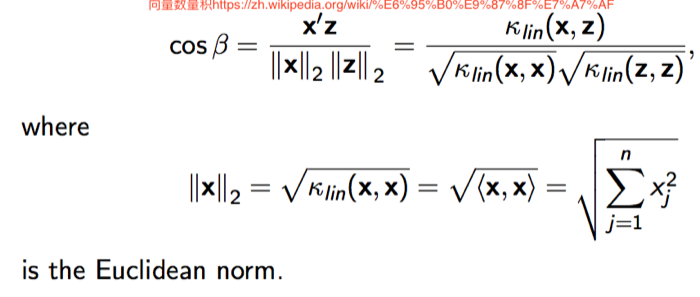 向量数量积https://zh.wikipedia.org/wiki/%E6%95%B0%E9%87%8F%E7%A7%AF
cos β = x′z / ‖x‖₂ ‖z‖₂ = κ_lin(x, z) / √κ_lin(x, x) √κ_lin(z, z),
where
‖x‖₂ = √κ_lin(x, x) = √⟨x, x⟩ = √∑_{j=1}^{n} x_j²
is the Euclidean norm.